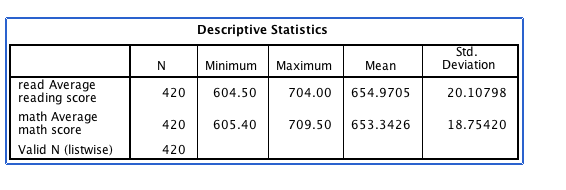 Descriptive Statistics
N Minimum Maximum Mean Std. Deviation
read Average reading score 420 604.50 704.00 654.9705 20.10798
math Average math score 420 605.40 709.50 653.3426 18.75420
Valid N (listwise) 420